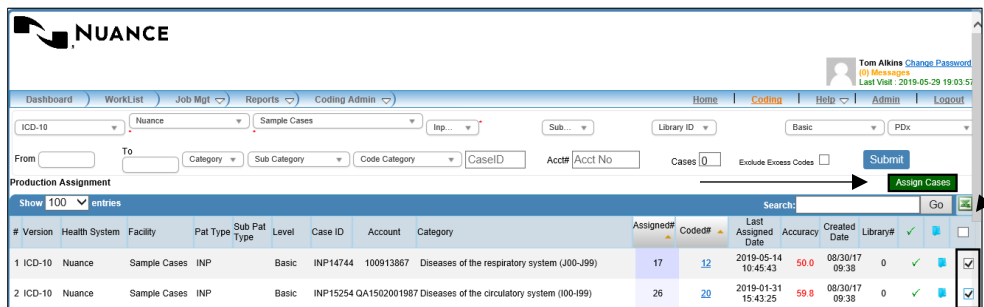 NUANCE
Tom Alkins Change Password
(0) Messages
Last Visit : 2019-05-29 19:03:57
Dashboard WorkList Job Mgt Reports Coding Admin Home Coding Help Admin Logout
ICD-10 Nuance Sample Cases Inp... Sub... Library ID Basic PDx
From To Category Sub Category Code Category CaseID Acct# Acct No Cases 0 Exclude Excess Codes Submit
Production Assignment Assign Cases
Show 100 entries Search: Go
# Version Health System Facility Pat Type Sub Pat Type Level Case ID Account Category Assigned# Coded# Last Assigned Date Accuracy Created Date Library#
1 ICD-10 Nuance Sample Cases INP Basic INP14744 100913867 Diseases of the respiratory system (J00-J99) 17 12 2019-05-14 10:45:43 50.0 08/30/17 09:38 0
2 ICD-10 Nuance Sample Cases INP Basic INP15254 QA1502001987 Diseases of the circulatory system (I00-I99) 26 20 2019-01-31 15:43:25 59.8 08/30/17 09:38 0